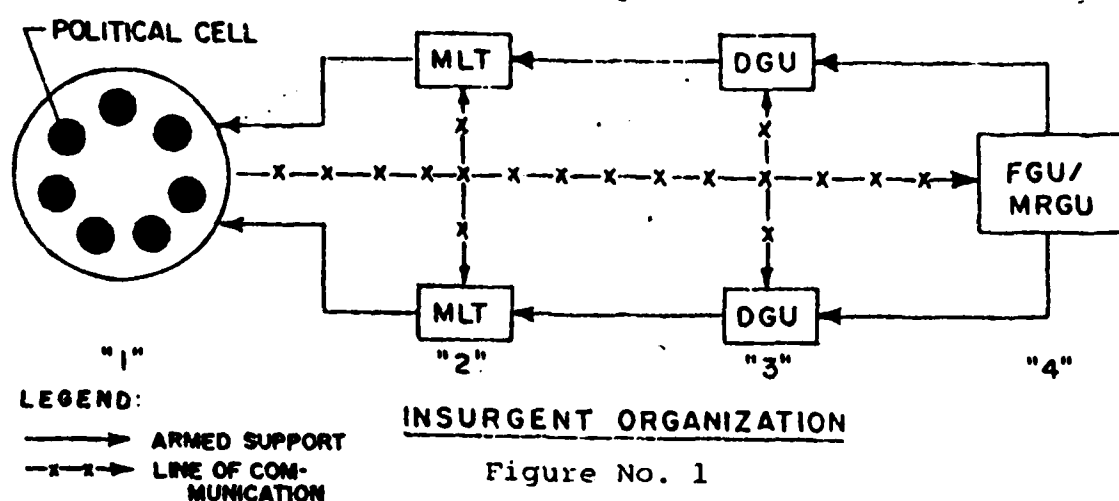 POLITICAL CELL
MLT
DGU
FGU/
MRGU
MLT
DGU
"1"
"2"
"3"
"4"
LEGEND:
ARMED SUPPORT
-x-x- LINE OF COM-
MUNICATION
INSURGENT ORGANIZATION
Figure No. 1